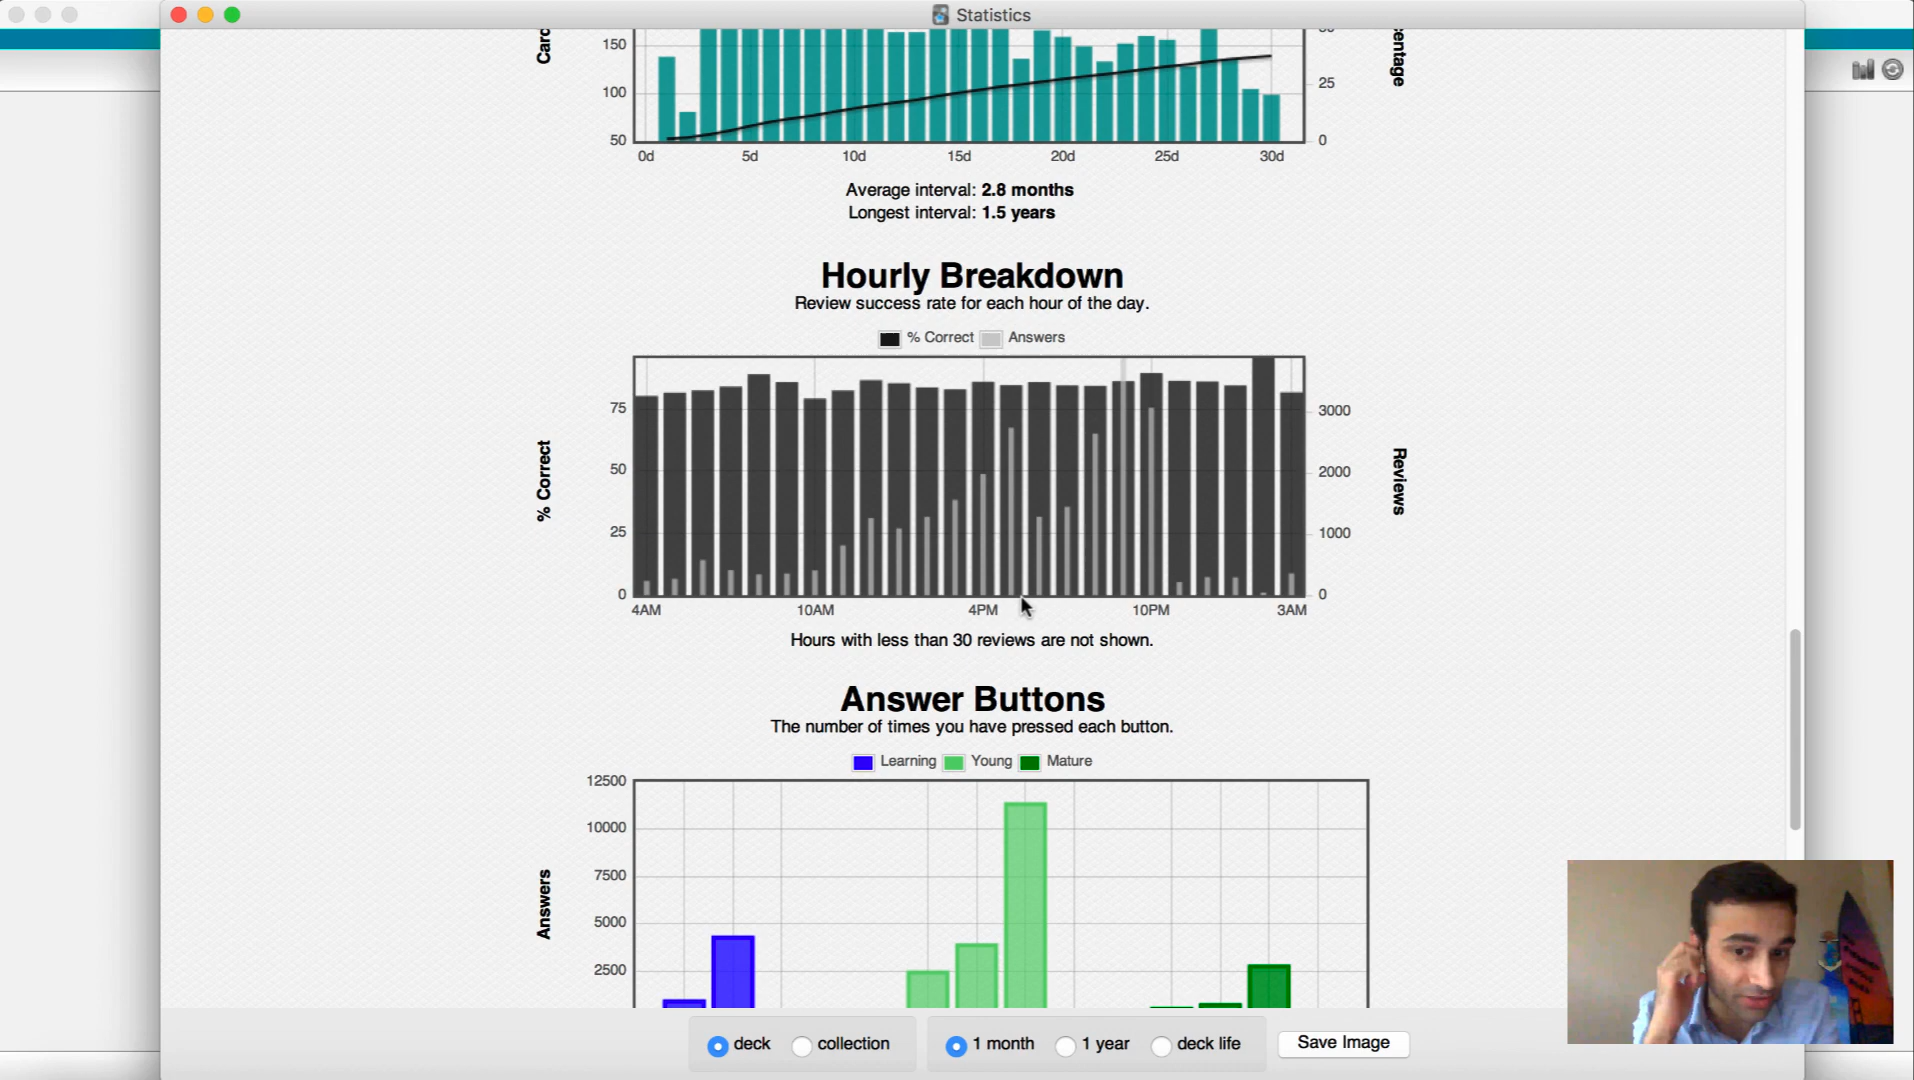 Statistics
150
100
50
25
0
0d 5d 10d 15d 20d 25d 30d
Average interval: 2.8 months
Longest interval: 1.5 years
Hourly Breakdown
Review success rate for each hour of the day.
% Correct Answers
75
50
25
0
% Correct
3000
2000
1000
0
Reviews
4AM 10AM 4PM 10PM 3AM
Hours with less than 30 reviews are not shown.
Answer Buttons
The number of times you have pressed each button.
Learning Young Mature
12500
10000
7500
5000
2500
Answers
deck collection 1 month 1 year deck life Save Image